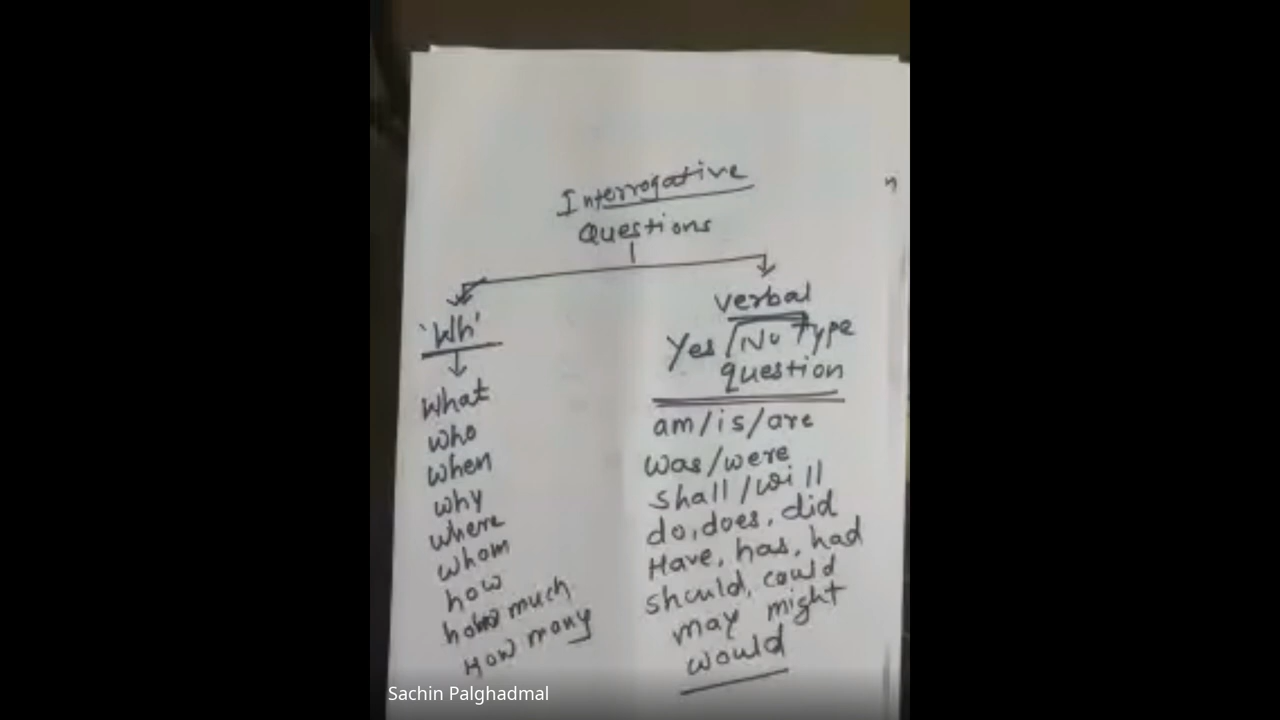 Interrogative
Questions
'Wh'
What
who
when
why
where
whom
how
how much
How many
verbal
Yes/No Type
question
am/is/are
was/were
shall/will
do, does, did
Have, has, had
should, could
may might
would
Sachin Palghadmal